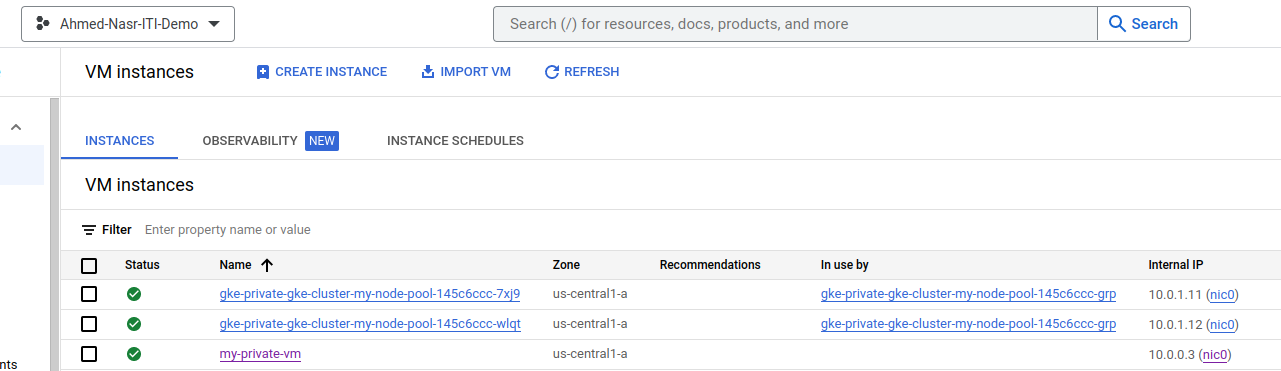 Ahmed-Nasr-ITI-Demo Search (/) for resources, docs, products, and more Search
VM instances CREATE INSTANCE IMPORT VM REFRESH
INSTANCES OBSERVABILITY NEW INSTANCE SCHEDULES
VM instances
Filter Enter property name or value
Status Name Zone Recommendations In use by Internal IP
gke-private-gke-cluster-my-node-pool-145c6ccc-7xj9 us-central1-a gke-private-gke-cluster-my-node-pool-145c6ccc-grp 10.0.1.11 (nic0)
gke-private-gke-cluster-my-node-pool-145c6ccc-wlqt us-central1-a gke-private-gke-cluster-my-node-pool-145c6ccc-grp 10.0.1.12 (nic0)
my-private-vm us-central1-a 10.0.0.3 (nic0)
nts